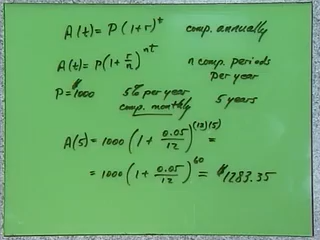 A(t) = P(1+r)^t comp. annually
A(t) = P(1 + r/n)^nt n comp. periods per year
P = $1000 5% per year comp. monthly 5 years
A(5) = 1000 (1 + 0.05/12)^(12)(5) =
= 1000 (1 + 0.05/12)^60 = $1283.35